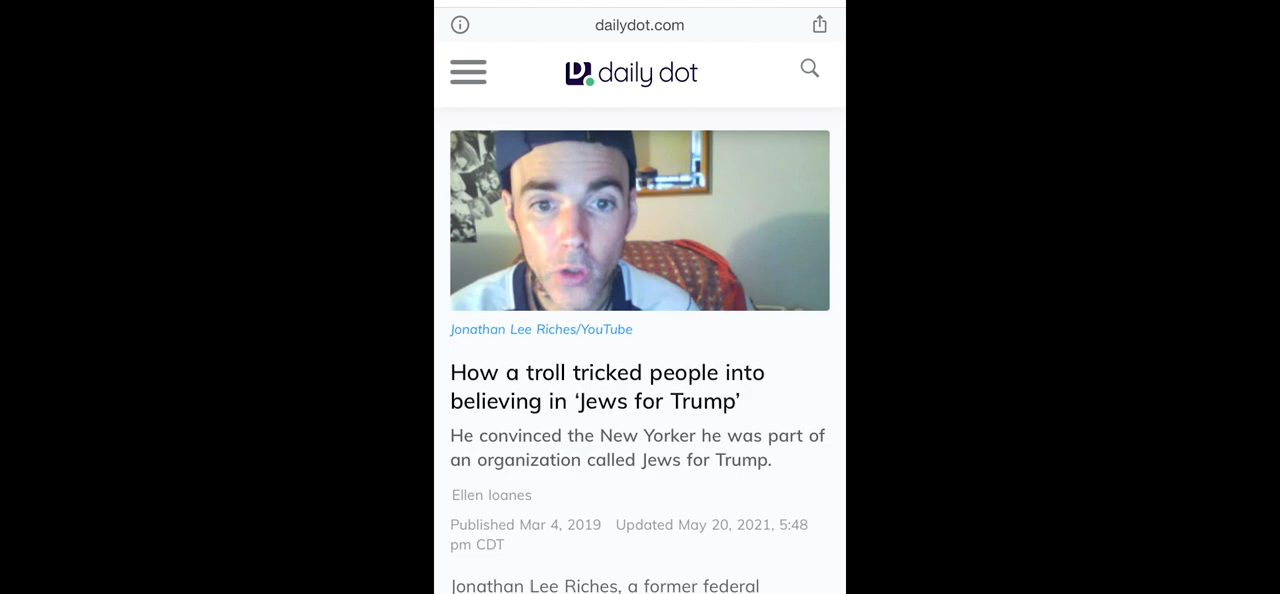 dailydot.com
daily dot
Jonathan Lee Riches/YouTube
How a troll tricked people into
believing in ‘Jews for Trump’
He convinced the New Yorker he was part of
an organization called Jews for Trump.
Ellen Ioanes
Published Mar 4, 2019 Updated May 20, 2021, 5:48
pm CDT
Jonathan Lee Riches, a former federal